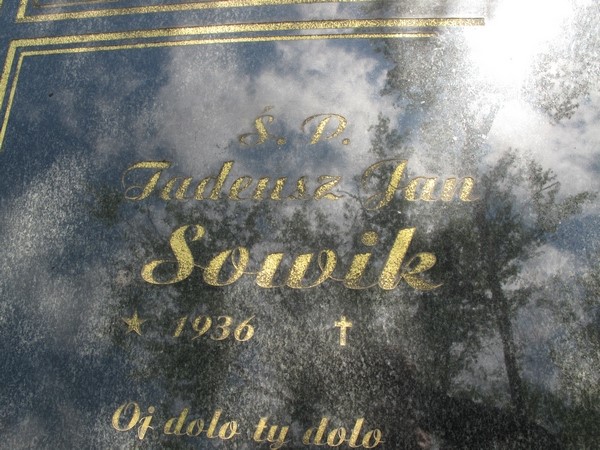 Ś. P.
Tadeusz Jan
Sowik
★ 1936 ✝
Oj dolo ty dolo